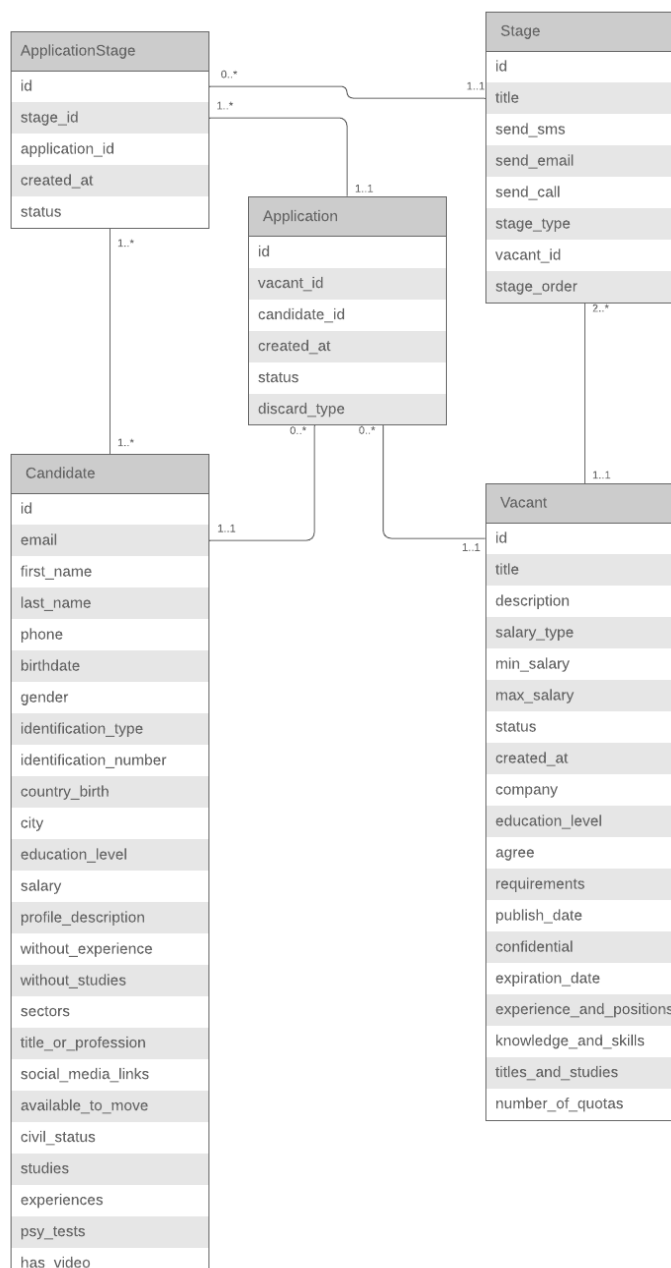 ApplicationStage
id
stage_id
application_id
created_at
status
0..*
1..*
1..*
Stage
id
title
send_sms
send_email
send_call
stage_type
vacant_id
stage_order
1..1
2..*
Application
id
vacant_id
candidate_id
created_at
status
discard_type
1..1
0..*
0..*
Candidate
id
email
first_name
last_name
phone
birthdate
gender
identification_type
identification_number
country_birth
city
education_level
salary
profile_description
without_experience
without_studies
sectors
title_or_profession
social_media_links
available_to_move
civil_status
studies
experiences
psy_tests
has_video
1..*
1..1
Vacant
id
title
description
salary_type
min_salary
max_salary
status
created_at
company
education_level
agree
requirements
publish_date
confidential
expiration_date
experience_and_positions
knowledge_and_skills
titles_and_studies
number_of_quotas
1..1
1..1